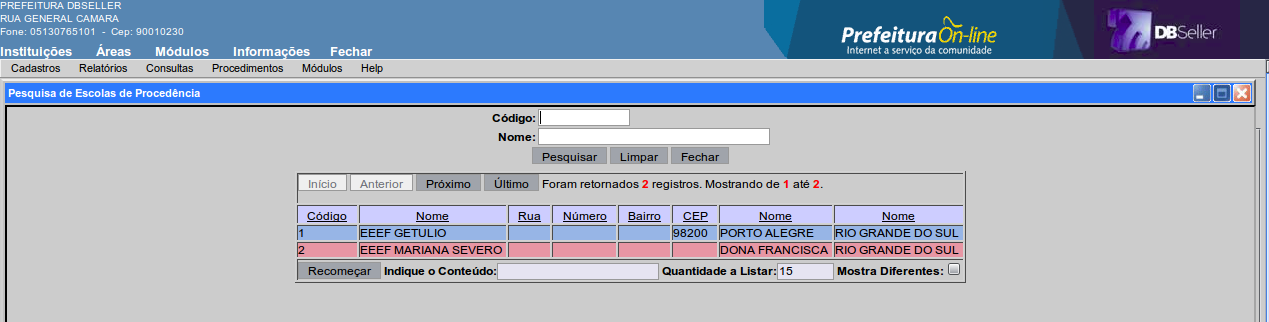 PREFEITURA DBSELLER
RUA GENERAL CAMARA
Fone: 05130765101 - Cep: 90010230
PrefeituraOn-line
Internet a serviço da comunidade
DBSeller
Instituições Áreas Módulos Informações Fechar
Cadastros Relatórios Consultas Procedimentos Módulos Help
Pesquisa de Escolas de Procedência
Código:
Nome:
Pesquisar Limpar Fechar
Início Anterior Próximo Último Foram retornados 2 registros. Mostrando de 1 até 2.
Código Nome Rua Número Bairro CEP Nome Nome
1 EEEF GETULIO 98200 PORTO ALEGRE RIO GRANDE DO SUL
2 EEEF MARIANA SEVERO DONA FRANCISCA RIO GRANDE DO SUL
Recomeçar Indique o Conteúdo: Quantidade a Listar: 15 Mostra Diferentes: